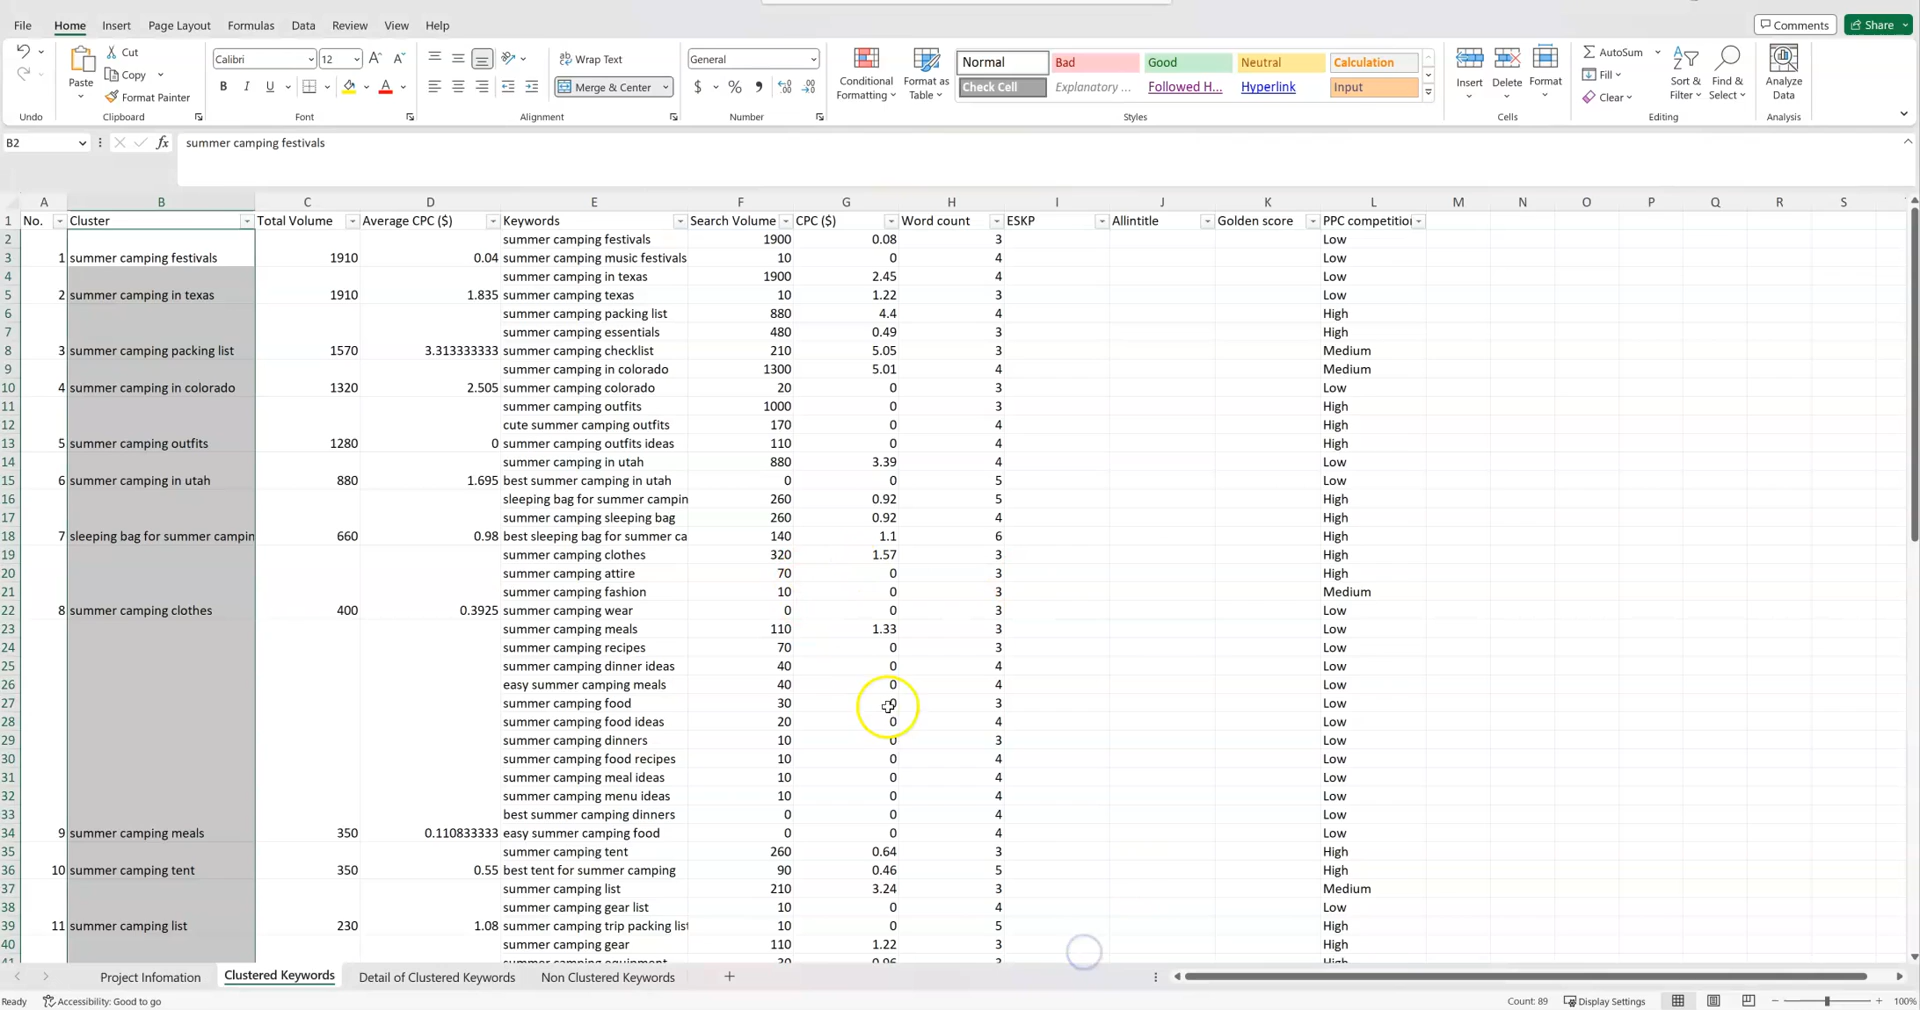 File Home Insert Page Layout Formulas Data Review View Help Comments Share
Cut Calibri 12 Wrap Text General Normal Bad Good Neutral Calculation AutoSum
Paste Copy Conditional Formatting Format as Table Insert Delete Format Fill Sort & Filter Find & Select Analyze Data
Format Painter B I U Merge & Center $ % Check Cell Explanatory ... Followed H... Hyperlink Input Clear
Undo Clipboard Font Alignment Number Styles Cells Editing Analysis
B2 fx summer camping festivals
A B C D E F G H I J K L M N O P Q R S
1 No. Cluster Total Volume Average CPC ($) Keywords Search Volume CPC ($) Word count ESKP Allintitle Golden score PPC competitio
2 summer camping festivals 1900 0.08 3 Low
3 1 summer camping festivals 1910 0.04 summer camping music festivals 10 0 4 Low
4 summer camping in texas 1900 2.45 4 Low
5 2 summer camping in texas 1910 1.835 summer camping texas 10 1.22 3 Low
6 summer camping packing list 880 4.4 4 High
7 summer camping essentials 480 0.49 3 High
8 3 summer camping packing list 1570 3.313333333 summer camping checklist 210 5.05 3 Medium
9 summer camping in colorado 1300 5.01 4 Medium
10 4 summer camping in colorado 1320 2.505 summer camping colorado 20 0 3 Low
11 summer camping outfits 1000 0 3 High
12 cute summer camping outfits 170 0 4 High
13 5 summer camping outfits 1280 0 summer camping outfits ideas 110 0 4 High
14 summer camping in utah 880 3.39 4 Low
15 6 summer camping in utah 880 1.695 best summer camping in utah 0 0 5 Low
16 sleeping bag for summer campin 260 0.92 5 High
17 summer camping sleeping bag 260 0.92 4 High
18 7 sleeping bag for summer campin 660 0.98 best sleeping bag for summer ca 140 1.1 6 High
19 summer camping clothes 320 1.57 3 High
20 summer camping attire 70 0 3 High
21 summer camping fashion 10 0 3 Medium
22 8 summer camping clothes 400 0.3925 summer camping wear 0 0 3 Low
23 summer camping meals 110 1.33 3 Low
24 summer camping recipes 70 0 3 Low
25 summer camping dinner ideas 40 0 4 Low
26 easy summer camping meals 40 0 4 Low
27 summer camping food 30 0 3 Low
28 summer camping food ideas 20 0 4 Low
29 summer camping dinners 10 0 3 Low
30 summer camping food recipes 10 0 4 Low
31 summer camping meal ideas 10 0 4 Low
32 summer camping menu ideas 10 0 4 Low
33 best summer camping dinners 0 0 4 Low
34 9 summer camping meals 350 0.110833333 easy summer camping food 0 0 4 Low
35 summer camping tent 260 0.64 3 High
36 10 summer camping tent 350 0.55 best tent for summer camping 90 0.46 5 High
37 summer camping list 210 3.24 3 Medium
38 summer camping gear list 10 0 4 Low
39 11 summer camping list 230 1.08 summer camping trip packing list 10 0 5 High
40 summer camping gear 110 1.22 3 High
Project Infomation Clustered Keywords Detail of Clustered Keywords Non Clustered Keywords
Ready Accessibility: Good to go Count: 89 Display Settings 100%